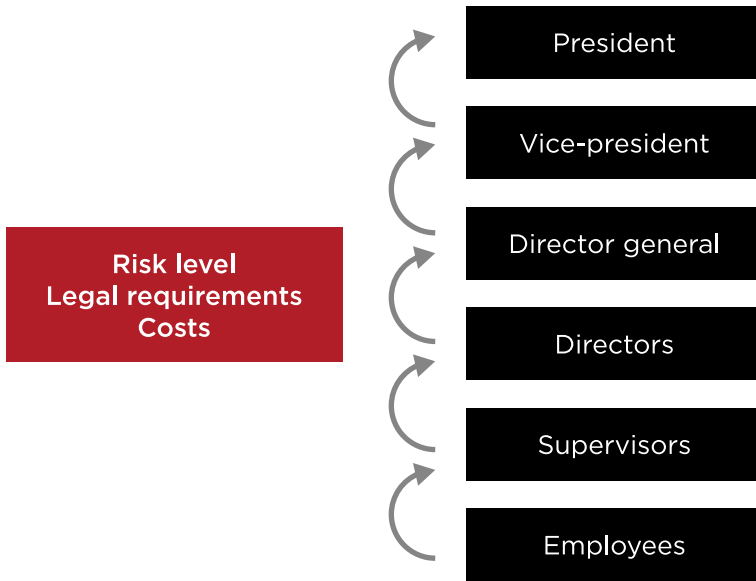 Risk level
Legal requirements
Costs
President
Vice-president
Director general
Directors
Supervisors
Employees